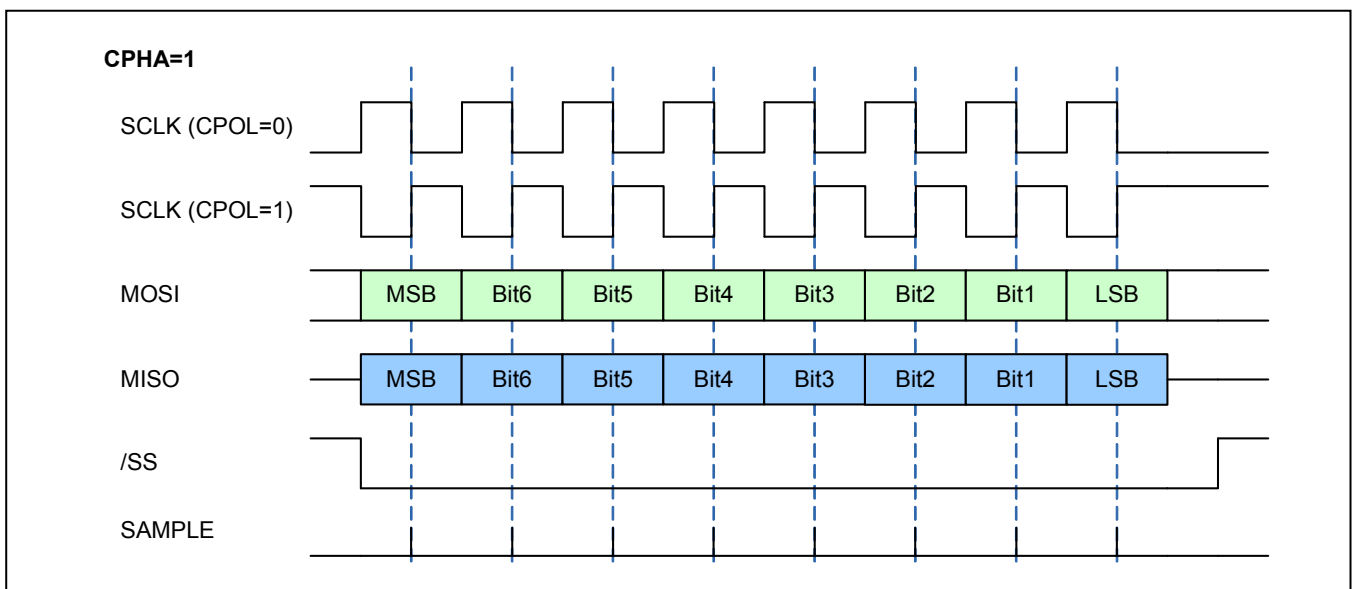 CPHA=1
SCLK (CPOL=0)
SCLK (CPOL=1)
MOSI MSB Bit6 Bit5 Bit4 Bit3 Bit2 Bit1 LSB
MISO MSB Bit6 Bit5 Bit4 Bit3 Bit2 Bit1 LSB
/SS
SAMPLE